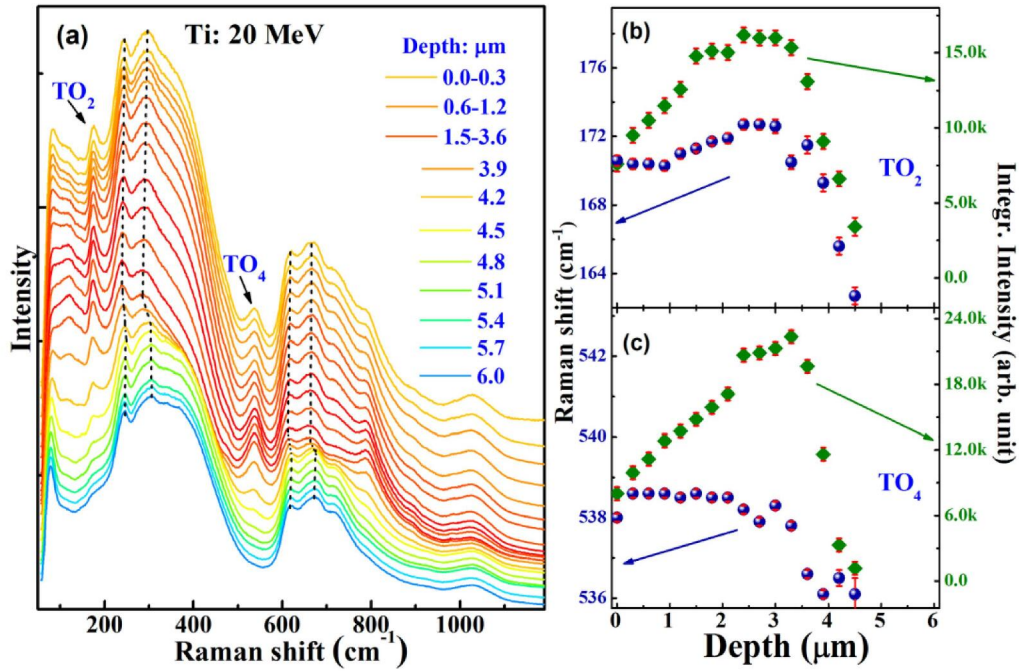 (a) Ti: 20 MeV
Depth: μm
0.0-0.3
0.6-1.2
1.5-3.6
3.9
4.2
4.5
4.8
5.1
5.4
5.7
6.0
TO2
TO4
Intensity
200 400 600 800 1000
Raman shift (cm-1)
(b)
176
172
168
164
15.0k
10.0k
5.0k
0.0
TO2
(c)
542
540
538
536
24.0k
18.0k
12.0k
6.0k
0.0
TO4
Raman shift (cm-1)
Integr. Intensity (arb. unit)
0 1 2 3 4 5 6
Depth (μm)